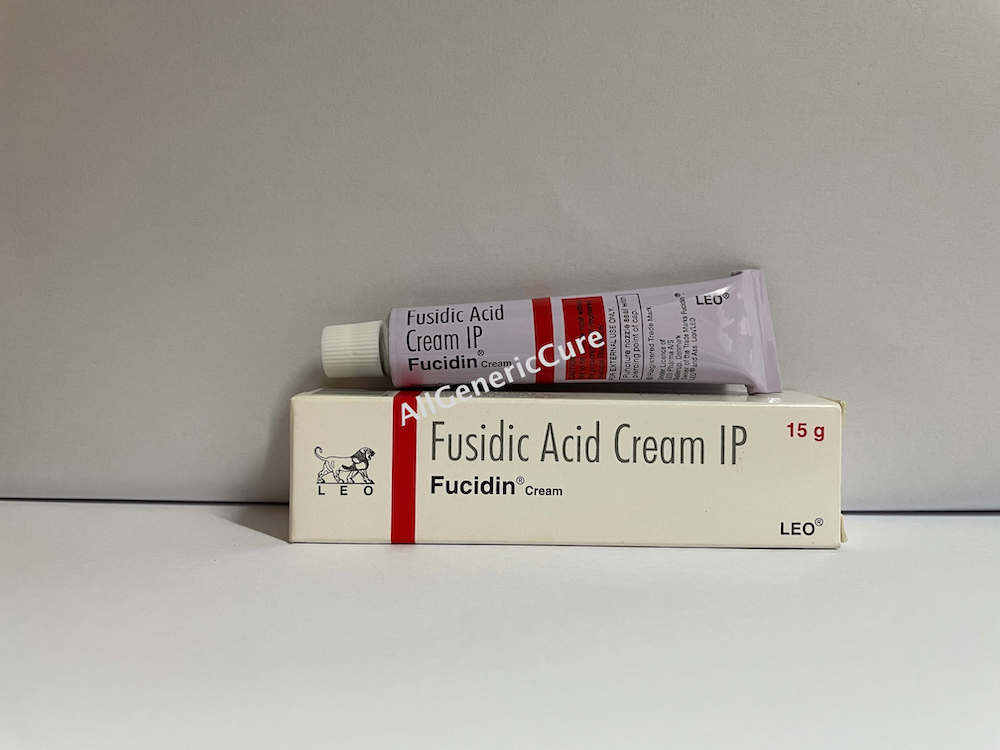 Fusidic Acid
Cream IP
Fucidin® Cream
FOR EXTERNAL USE ONLY.
Puncture nozzle seal with
piercing point of cap.
® Registered Trade Mark
LEO®
AllGenericCure
Fusidic Acid Cream IP
15 g
Fucidin® Cream
LEO
LEO®